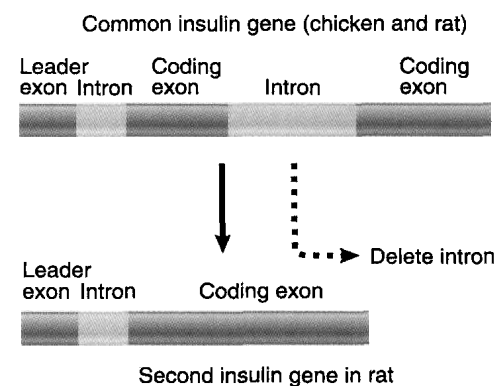 Common insulin gene (chicken and rat)
Leader Coding Coding
exon Intron exon Intron exon
Delete intron
Leader
exon Intron Coding exon
Second insulin gene in rat